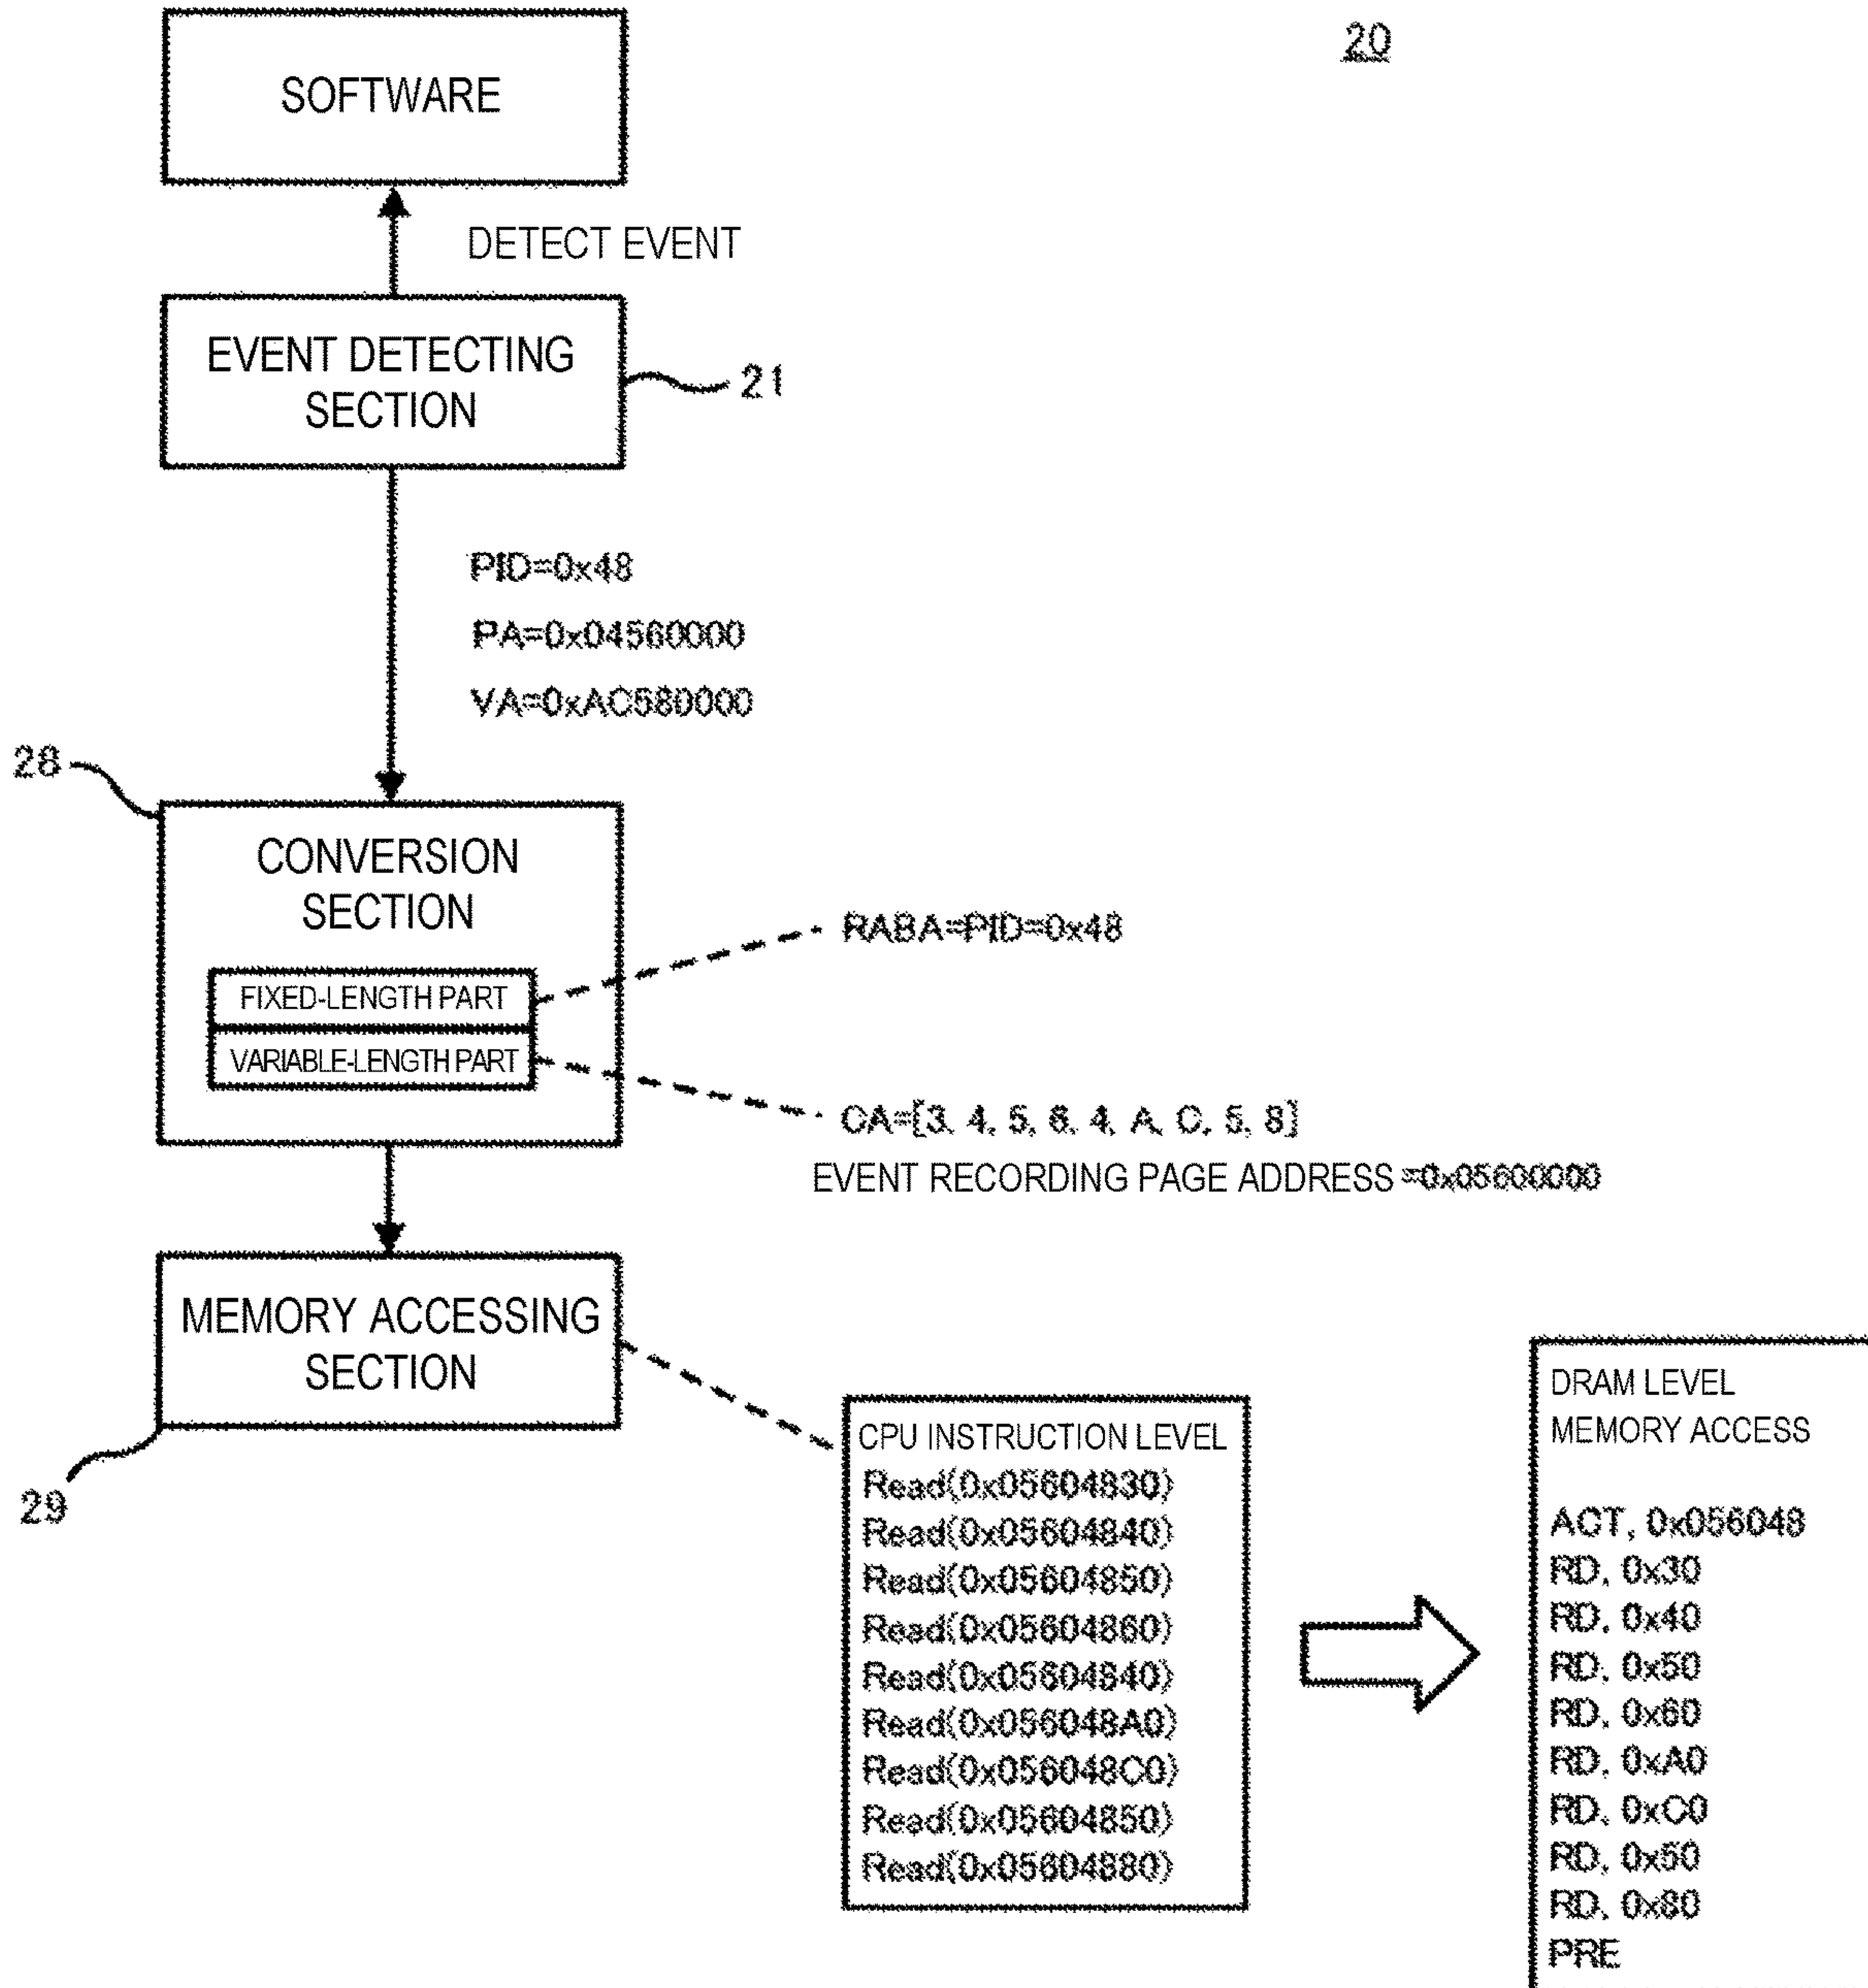 20
SOFTWARE
DETECT EVENT
EVENT DETECTING
SECTION
21
PID=0x48
PA=0x04560000
VA=0xAC580000
28
CONVERSION
SECTION
FIXED-LENGTH PART
VARIABLE-LENGTH PART
RABA=PID=0x48
CA=[3, 4, 5, 6, 4, A, C, 5, 8]
EVENT RECORDING PAGE ADDRESS =0x05600000
MEMORY ACCESSING
SECTION
29
CPU INSTRUCTION LEVEL
Read(0x05604830)
Read(0x05604840)
Read(0x05604850)
Read(0x05604860)
Read(0x05604840)
Read(0x056048A0)
Read(0x056048C0)
Read(0x05604850)
Read(0x05604880)
DRAM LEVEL
MEMORY ACCESS
ACT, 0x056048
RD, 0x30
RD, 0x40
RD, 0x50
RD, 0x60
RD, 0xA0
RD, 0xC0
RD, 0x50
RD, 0x80
PRE